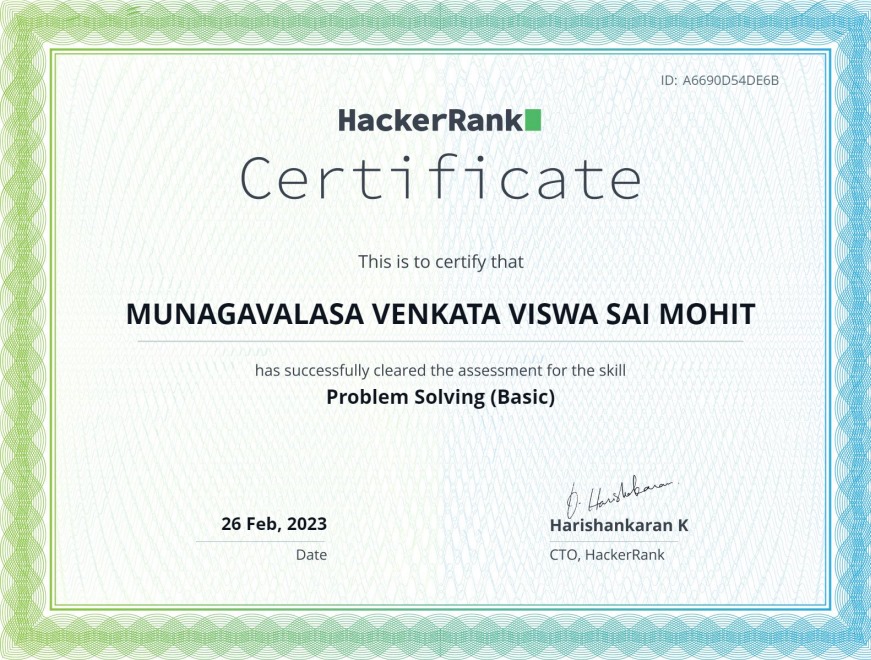 ID: A6690D54DE6B
HackerRank
Certificate
This is to certify that
MUNAGAVALASA VENKATA VISWA SAI MOHIT
has successfully cleared the assessment for the skill
Problem Solving (Basic)
26 Feb, 2023
Date
Harishankaran K
CTO, HackerRank